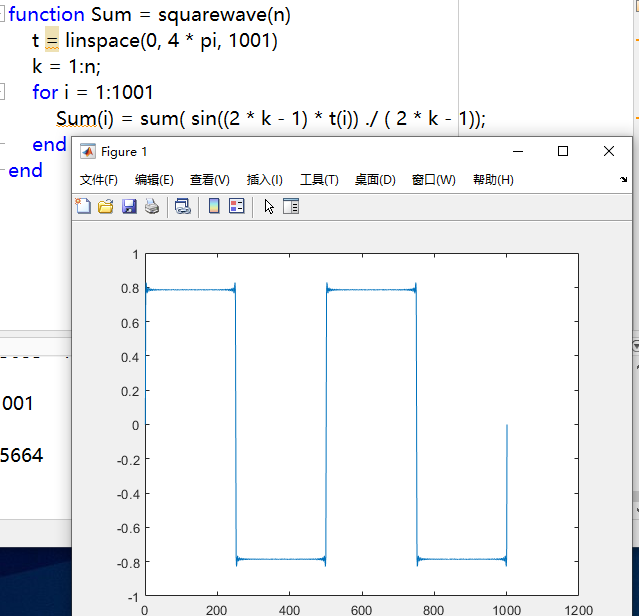 function Sum = squarewave(n)
t = linspace(0, 4 * pi, 1001)
k = 1:n;
for i = 1:1001
Sum(i) = sum( sin((2 * k - 1) * t(i)) ./ ( 2 * k - 1));
end
end
Figure 1
文件(F) 编辑(E) 查看(V) 插入(I) 工具(T) 桌面(D) 窗口(W) 帮助(H)
1
0.8
0.6
0.4
0.2
0
-0.2
-0.4
-0.6
-0.8
-1
0 200 400 600 800 1000 1200
001
5664